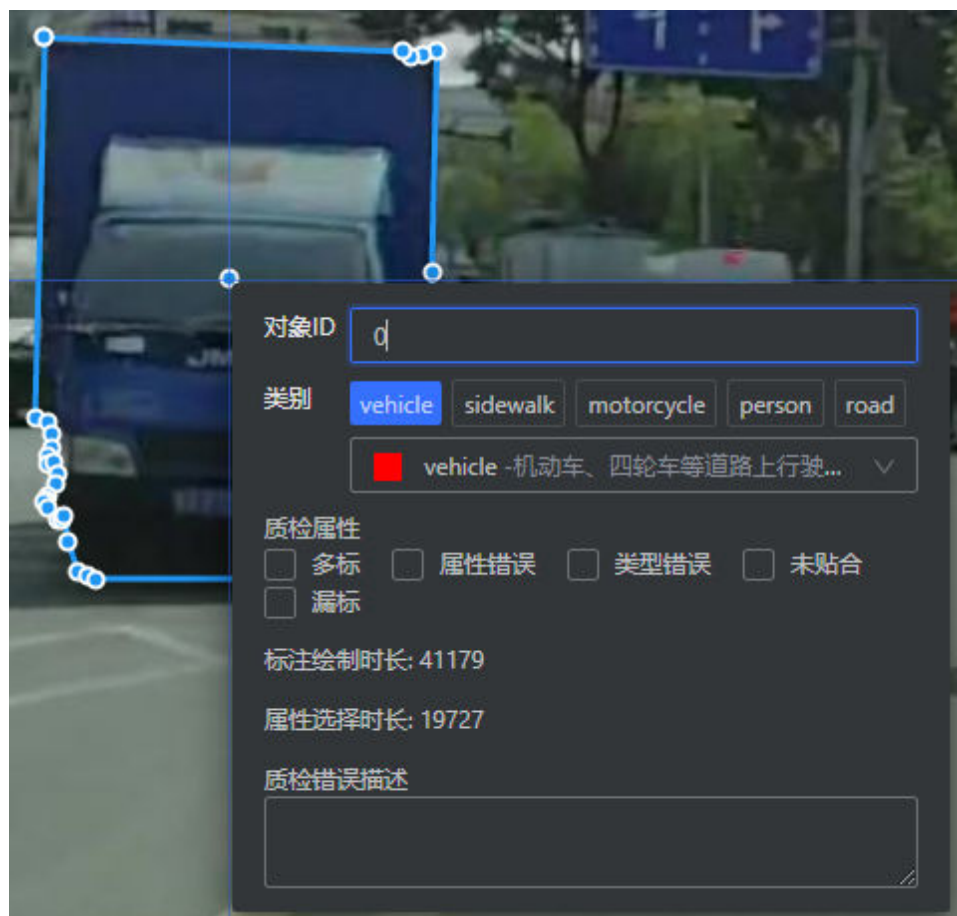 JM
对象ID
0
类别
vehicle sidewalk motorcycle person road
vehicle -机动车、四轮车等道路上行驶...
质检属性
多标 属性错误 类型错误 未贴合
漏标
标注绘制时长: 41179
属性选择时长: 19727
质检错误描述